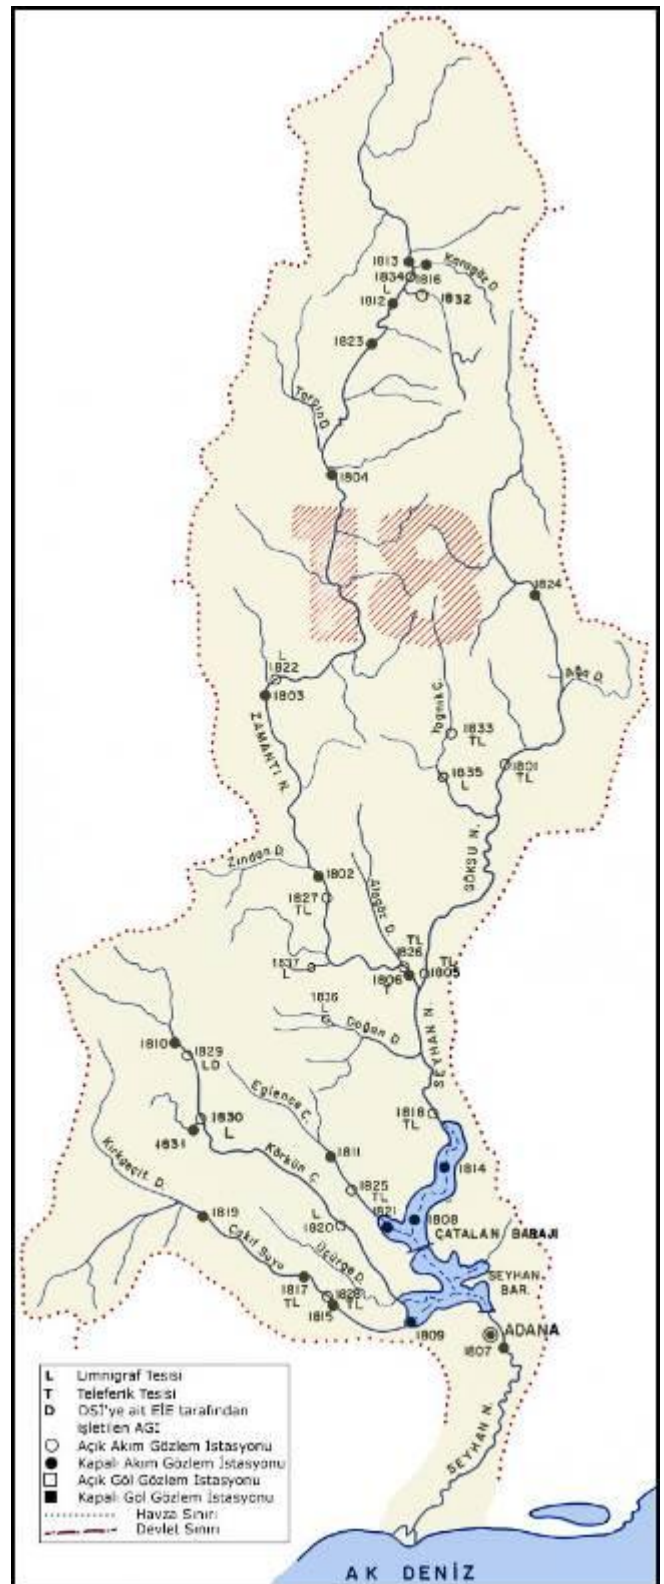 1813
1834
1816
Karagöz D.
L
1812
1832
1823
1804
18
1824
L
1822
1803
Ağa D.
1833
TL
1801
TL
1835
L
ZAMANTI N.
GÖKSU N.
Zindan D.
1802
1827
TL
TL
1826
1806
T
TL
1805
1837
L
1836
L
Doğan D.
SEYHAN N.
1810
1829
LD
Eğlence Ç.
1818
TL
1830
L
1831
Körkün Ç.
1811
1814
Kırkgeçit. D.
1825
TL
1821
1808
ÇATALAN BARAJI
1819
L
1820
Çakıt Suyu
Üçürge D.
SEYHAN
BAR.
1817
TL
1828
TL
1815
1809
ADANA
1807
SEYHAN N.
L Limnigraf Tesisi
T Teleferik Tesisi
D DSİ'ye ait EİE tarafından
işletilen AGİ
Açık Akım Gözlem İstasyonu
Kapalı Akım Gözlem İstasyonu
Açık Göl Gözlem İstasyonu
Kapalı Göl Gözlem İstasyonu
Havza Sınırı
Devlet Sınırı
AK DENİZ